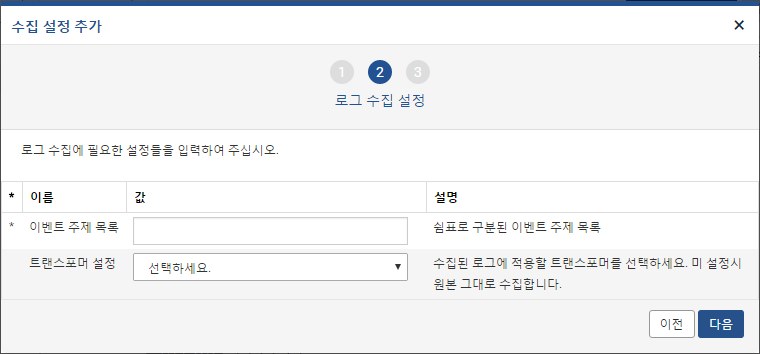 수집 설정 추가 ×
1 2 3
로그 수집 설정
로그 수집에 필요한 설정들을 입력하여 주십시오.
* 이름 값 설명
* 이벤트 주제 목록 쉼표로 구분된 이벤트 주제 목록
트랜스포머 설정 선택하세요. ▼ 수집된 로그에 적용할 트랜스포머를 선택하세요. 미 설정시
원본 그대로 수집합니다.
이전 다음